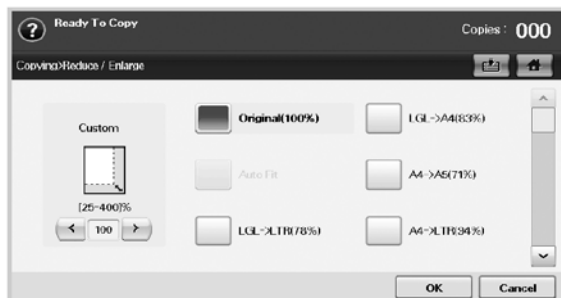 ?
Ready To Copy
Copies : 000
Copying>Reduce / Enlarge
Custom
[25-400]%
< 100 >
Original(100%)
Auto Fit
LGL->LTR(78%)
LGL->A4(83%)
A4->A5(71%)
A4->LTR(94%)
OK
Cancel